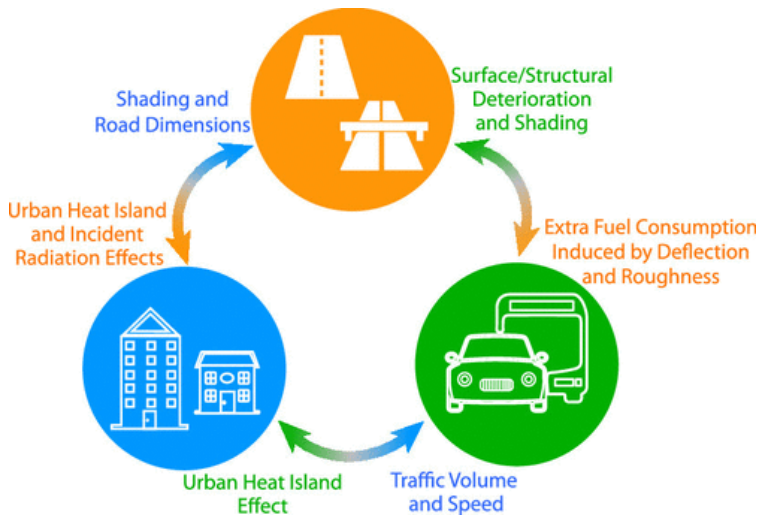 Shading and
Road Dimensions
Surface/Structural
Deterioration
and Shading
Urban Heat Island
and Incident
Radiation Effects
Extra Fuel Consumption
Induced by Deflection
and Roughness
Urban Heat Island
Effect
Traffic Volume
and Speed